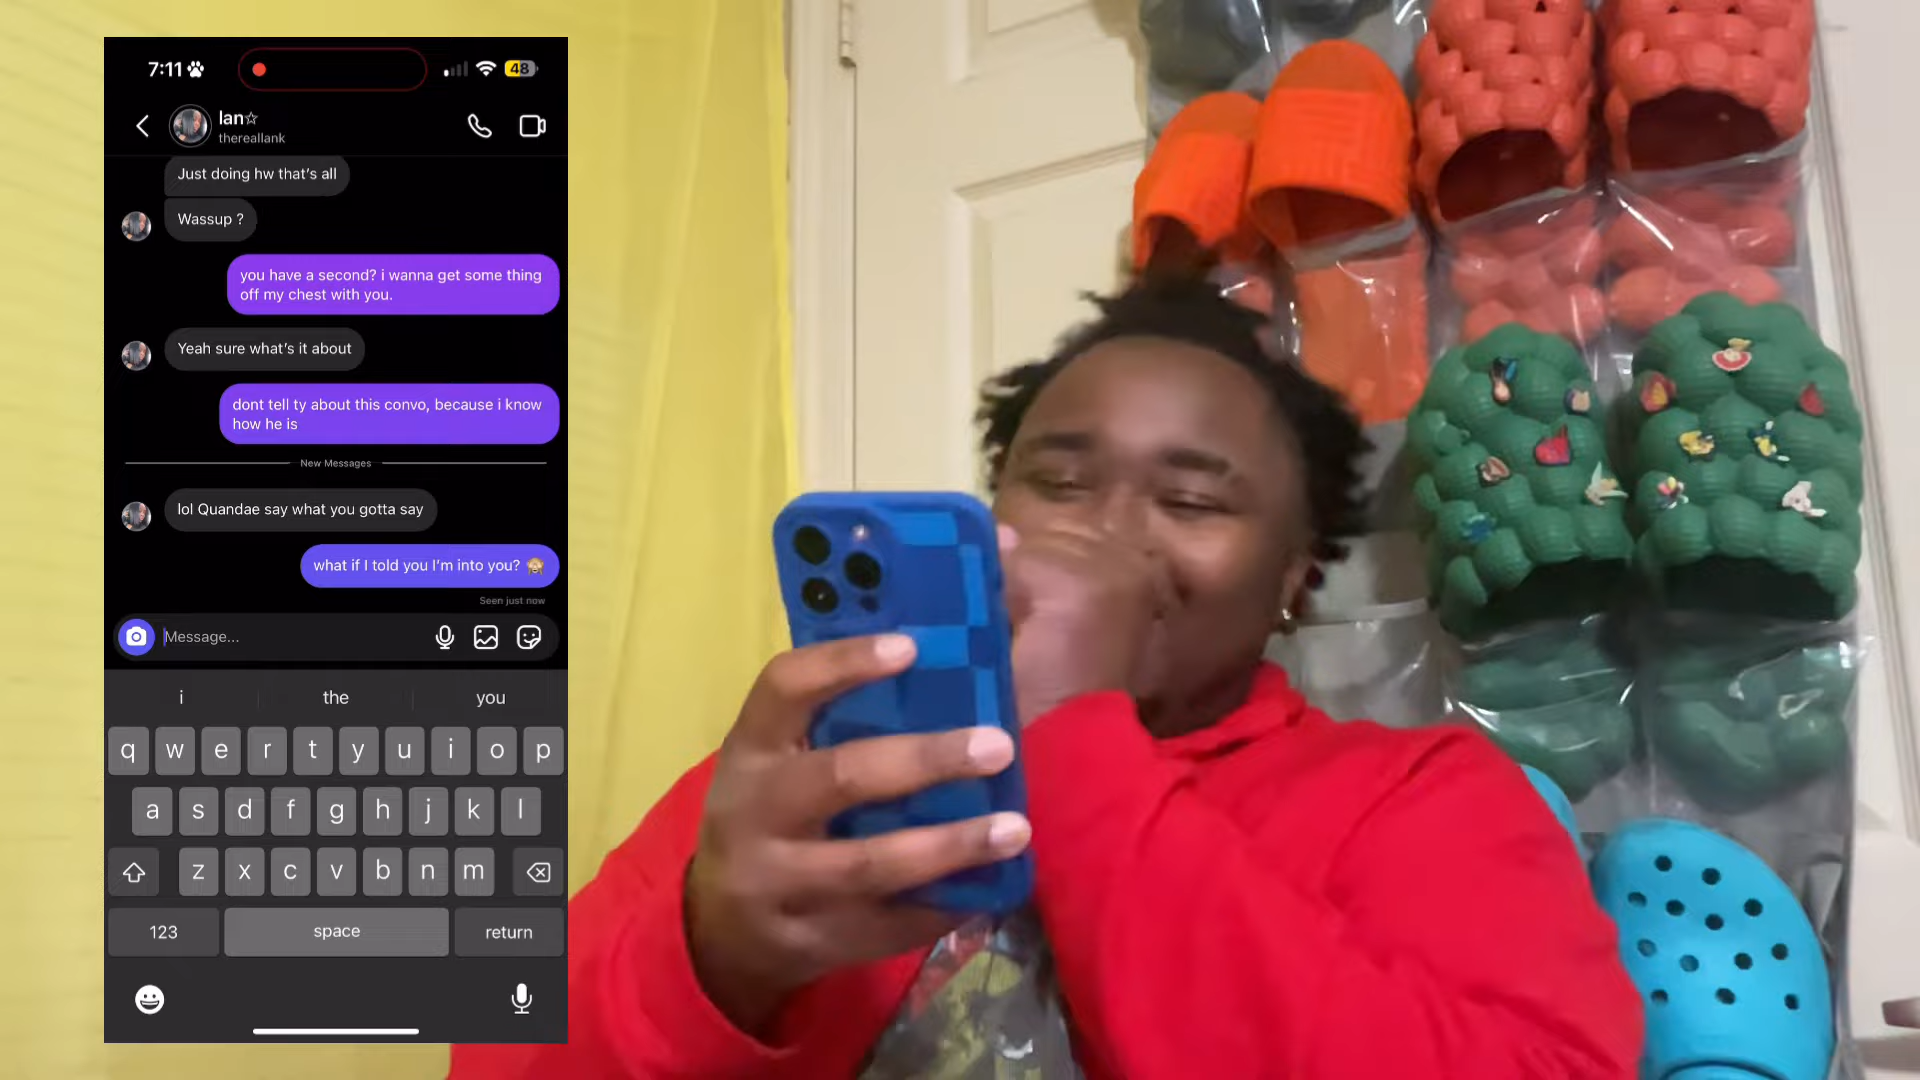 7:11
48
lan☆
thereallank
Just doing hw that's all
Wassup ?
you have a second? i wanna get some thing
off my chest with you.
Yeah sure what's it about
dont tell ty about this convo, because i know
how he is
New Messages
lol Quandae say what you gotta say
what if I told you I'm into you? 🙈
Seen just now
Message...
i the you
q w e r t y u i o p
a s d f g h j k l
z x c v b n m
123 space return